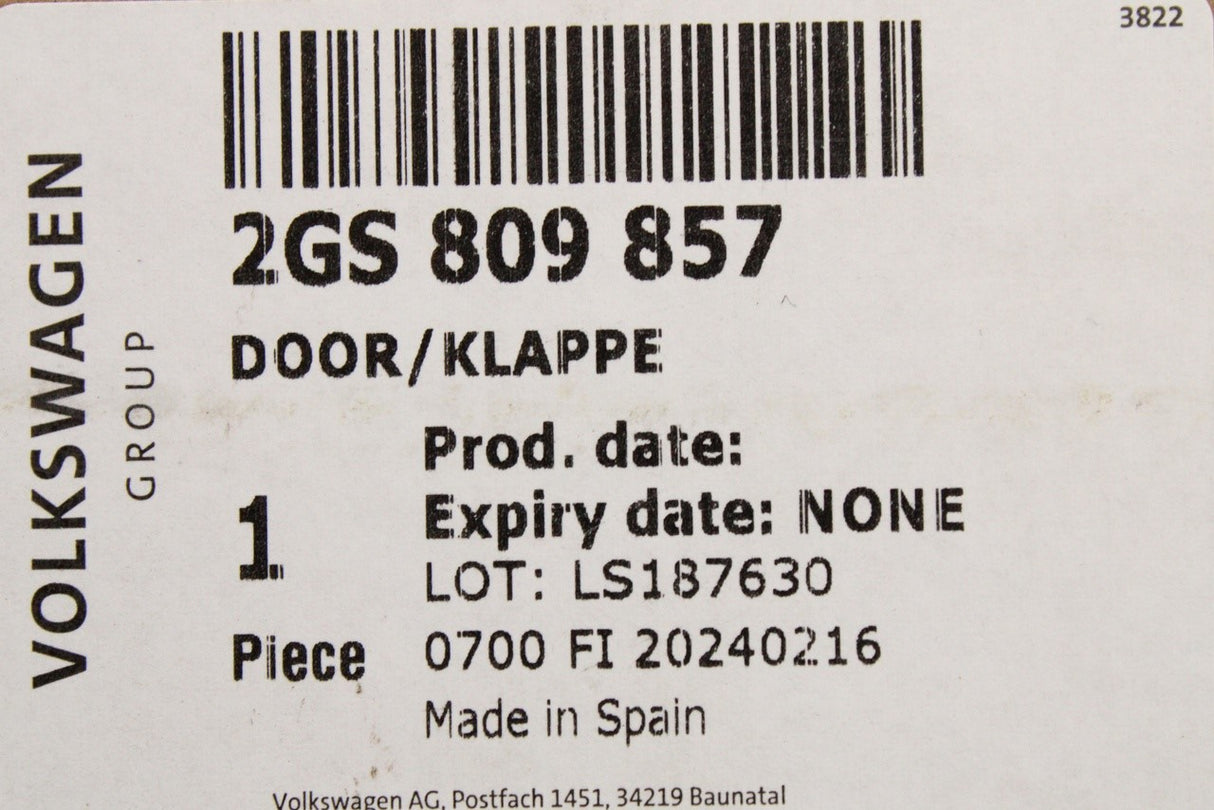 3822
VOLKSWAGEN
GROUP
2GS 809 857
DOOR/KLAPPE
Prod. date:
Expiry date: NONE
1
LOT: LS187630
Piece
0700 FI 20240216
Made in Spain
Volkswagen AG, Postfach 1451, 34219 Baunatal